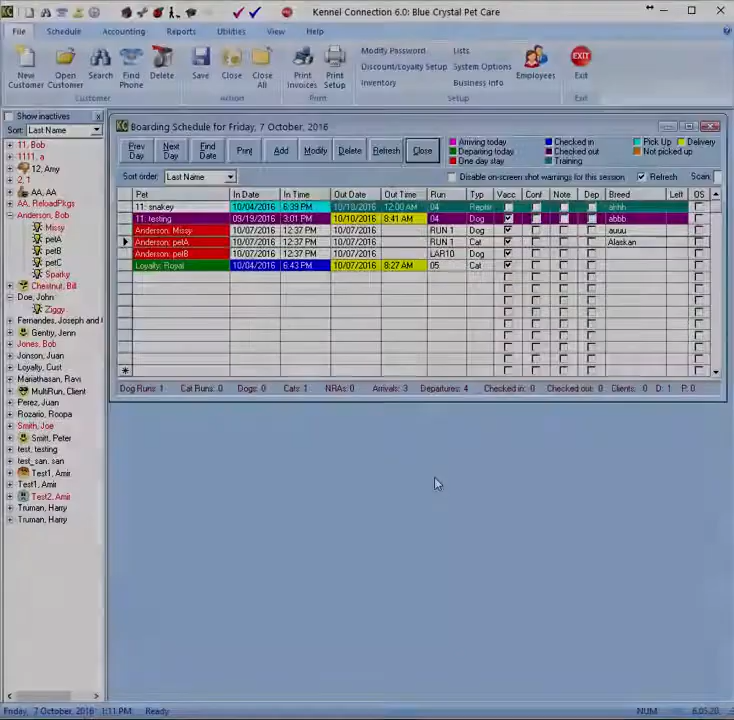 Kennel Connection 6.0: Blue Crystal Pet Care
File Schedule Accounting Reports Utilities View Help
New Customer Open Customer Search Find Phone Delete Save Close Close All Print Invoices Print Setup Modify Password Lists Employees Exit
Discount/Loyalty Setup System Options
Inventory Business Info
Customer Action Print Setup Exit
Show inactives
Sort: Last Name
11, Bob
1111, a
12, Amy
2, 1
AA, AA
AA, ReloadPkgs
Anderson, Bob
Missy
petA
petB
petC
Sparky
Chestnut, Bill
Doe, John
Ziggy
Fernandes, Joseph and
Gentry, Jenn
Jones, Bob
Jonson, Juan
Loyalty, Cust
Mariathasan, Ravi
MultiRun, Client
Perez, Juan
Rozario, Roopa
Smith, Joe
Smitt, Peter
test, testing
test_san, san
Test1, Amir
Test1, Amir
Test2, Amir
Truman, Harry
Truman, Harry
Boarding Schedule for Friday, 7 October, 2016
Prev Day Next Day Find Date Print Add Modify Delete Refresh Close
Arriving today Checked in Pick Up Delivery
Departing today Checked out Not picked up
One day stay Training
Sort order: Last Name Disable on-screen shot warnings for this session Refresh Scan
Pet In Date In Time Out Date Out Time Run Typ Vacc Conf Note Dep Breed Left OS
11: snakey 10/04/2016 6:39 PM 10/10/2016 12:00 AM 04 Reptil ahhh
11: testing 09/19/2016 3:01 PM 10/10/2016 8:41 AM 04 Dog abbb
Anderson: Missy 10/07/2016 12:37 PM 10/07/2016 RUN 1 Dog auuu
Anderson: petA 10/07/2016 12:37 PM 10/07/2016 RUN 1 Cat Alaskan
Anderson: petB 10/07/2016 12:37 PM 10/07/2016 LAR10 Dog
Loyalty: Royal 10/04/2016 6:43 PM 10/07/2016 8:27 AM 05 Cat
Dog Runs: 1 Cat Runs: 0 Dogs: 0 Cats: 1 NRAs: 0 Arrivals: 3 Departures: 4 Checked in: 0 Checked out: 0 Clients: 0 D: 1 P: 0
Friday, 7 October, 2016 1:11 PM Ready NUM 6.05.20